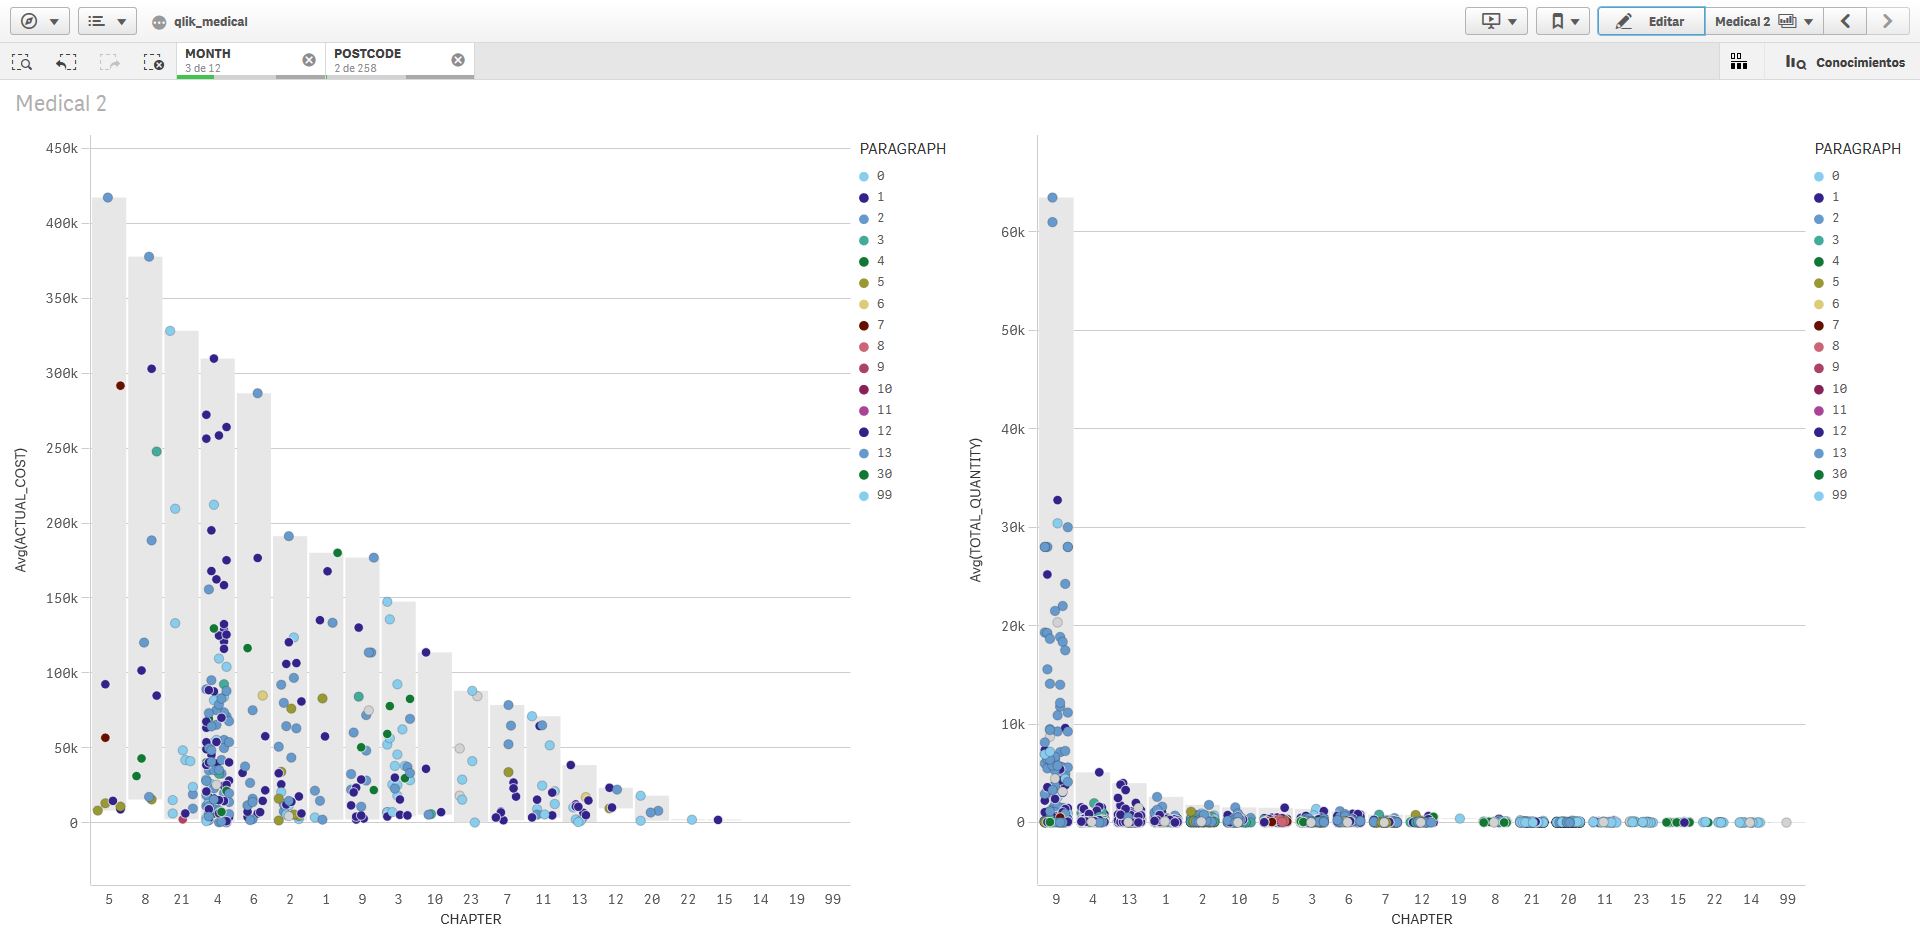 qlik_medical
Editar
Medical 2
MONTH
3 de 12
POSTCODE
2 de 258
Conocimientos
Medical 2
Avg(ACTUAL_COST)
450k
400k
350k
300k
250k
200k
150k
100k
50k
0
5 8 21 4 6 2 1 9 3 10 23 7 11 13 12 20 22 15 14 19 99
CHAPTER
PARAGRAPH
0
1
2
3
4
5
6
7
8
9
10
11
12
13
30
99
Avg(TOTAL_QUANTITY)
60k
50k
40k
30k
20k
10k
0
9 4 13 1 2 10 5 3 6 7 12 19 8 21 20 11 23 15 22 14 99
CHAPTER
PARAGRAPH
0
1
2
3
4
5
6
7
8
9
10
11
12
13
30
99